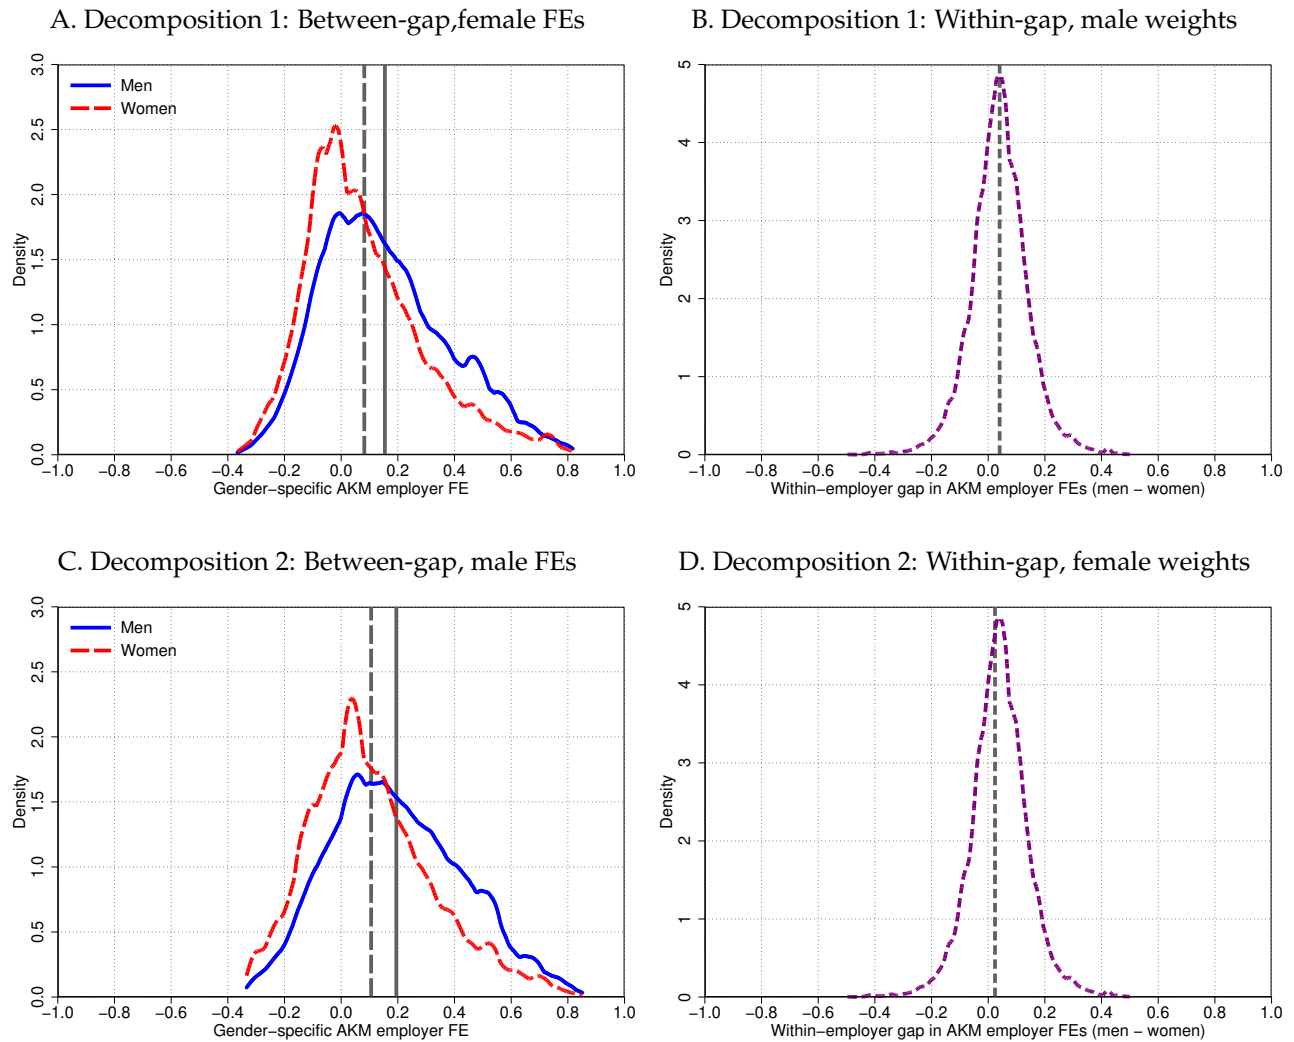 A. Decomposition 1: Between-gap,female FEs
3.0
2.5
2.0
1.5
1.0
0.5
0.0
Density
Men
Women
−1.0 −0.8 −0.6 −0.4 −0.2 0.0 0.2 0.4 0.6 0.8 1.0
Gender−specific AKM employer FE
B. Decomposition 1: Within-gap, male weights
5
4
3
2
1
0
Density
−1.0 −0.8 −0.6 −0.4 −0.2 0.0 0.2 0.4 0.6 0.8 1.0
Within−employer gap in AKM employer FEs (men − women)
C. Decomposition 2: Between-gap, male FEs
3.0
2.5
2.0
1.5
1.0
0.5
0.0
Density
Men
Women
−1.0 −0.8 −0.6 −0.4 −0.2 0.0 0.2 0.4 0.6 0.8 1.0
Gender−specific AKM employer FE
D. Decomposition 2: Within-gap, female weights
5
4
3
2
1
0
Density
−1.0 −0.8 −0.6 −0.4 −0.2 0.0 0.2 0.4 0.6 0.8 1.0
Within−employer gap in AKM employer FEs (men − women)